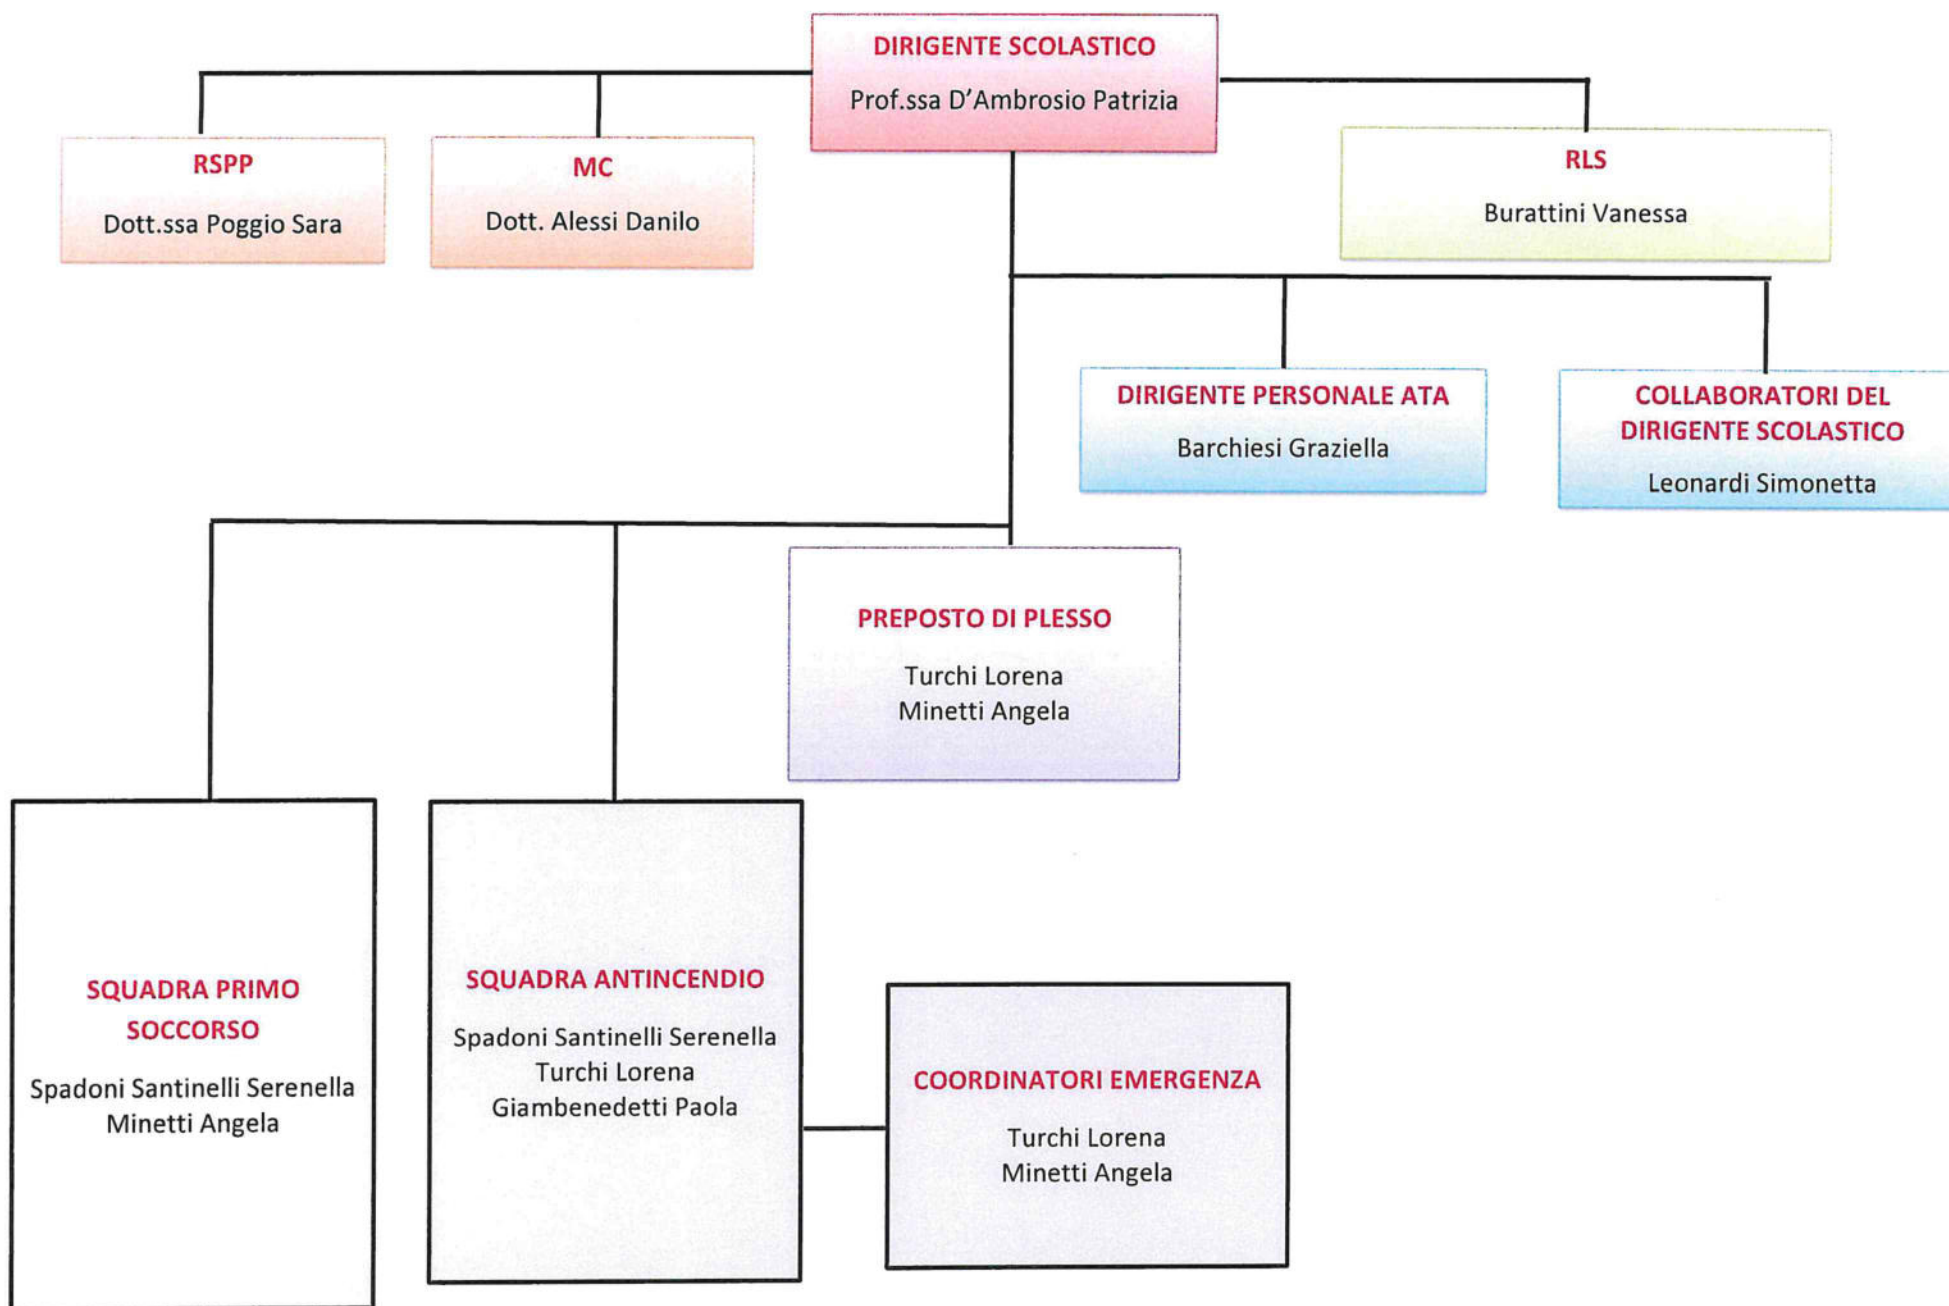 DIRIGENTE SCOLASTICO
Prof.ssa D'Ambrosio Patrizia
RSPP
Dott.ssa Poggio Sara
MC
Dott. Alessi Danilo
RLS
Burattini Vanessa
DIRIGENTE PERSONALE ATA
Barchiesi Graziella
COLLABORATORI DEL
DIRIGENTE SCOLASTICO
Leonardi Simonetta
PREPOSTO DI PLESSO
Turchi Lorena
Minetti Angela
SQUADRA PRIMO
SOCCORSO
Spadoni Santinelli Serenella
Minetti Angela
SQUADRA ANTINCENDIO
Spadoni Santinelli Serenella
Turchi Lorena
Giambenedetti Paola
COORDINATORI EMERGENZA
Turchi Lorena
Minetti Angela